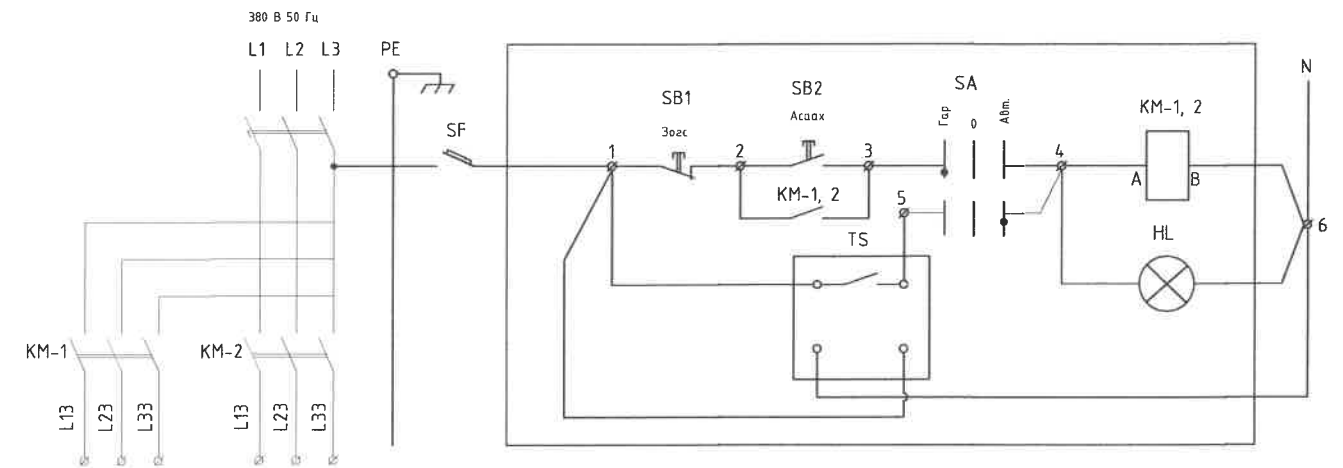 380 В 50 Гц
L1 L2 L3 PE
N
SB1 SB2 SA KM-1, 2
SF Зогс Асаах Гар 0 Авт.
1 2 3 4
A B
KM-1, 2
5
6
TS HL
KM-1 KM-2
L13 L23 L33 L13 L23 L33